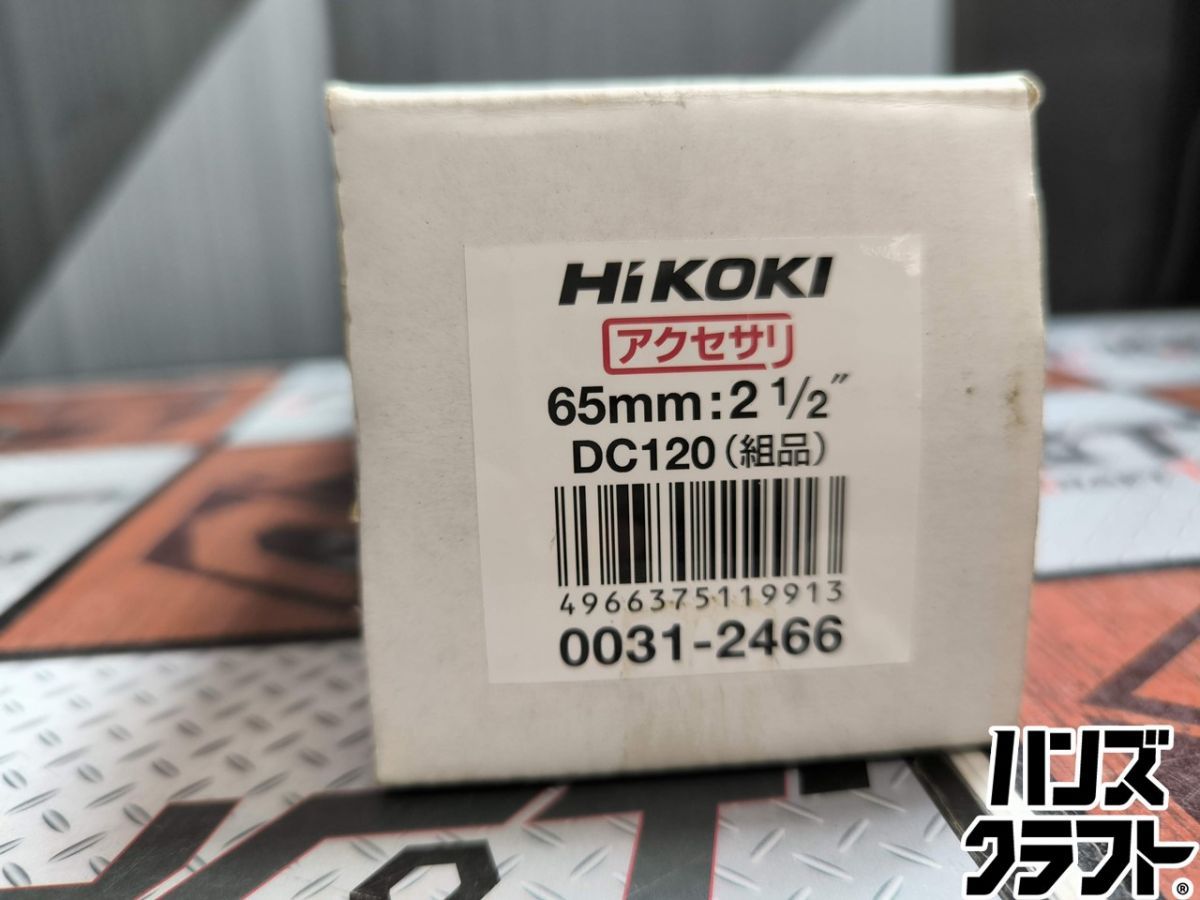 HiKOKI
アクセサリ
65mm:2 1/2"
DC120(組品)
4966375119913
0031-2466
ハンズ
クラフト®